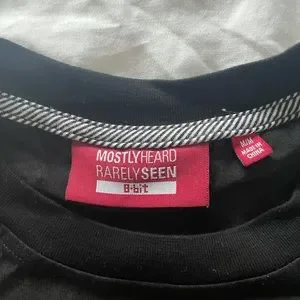 MOSTLYHEARD
RARELYSEEN
8-bit
M/M
MADE IN
CHINA